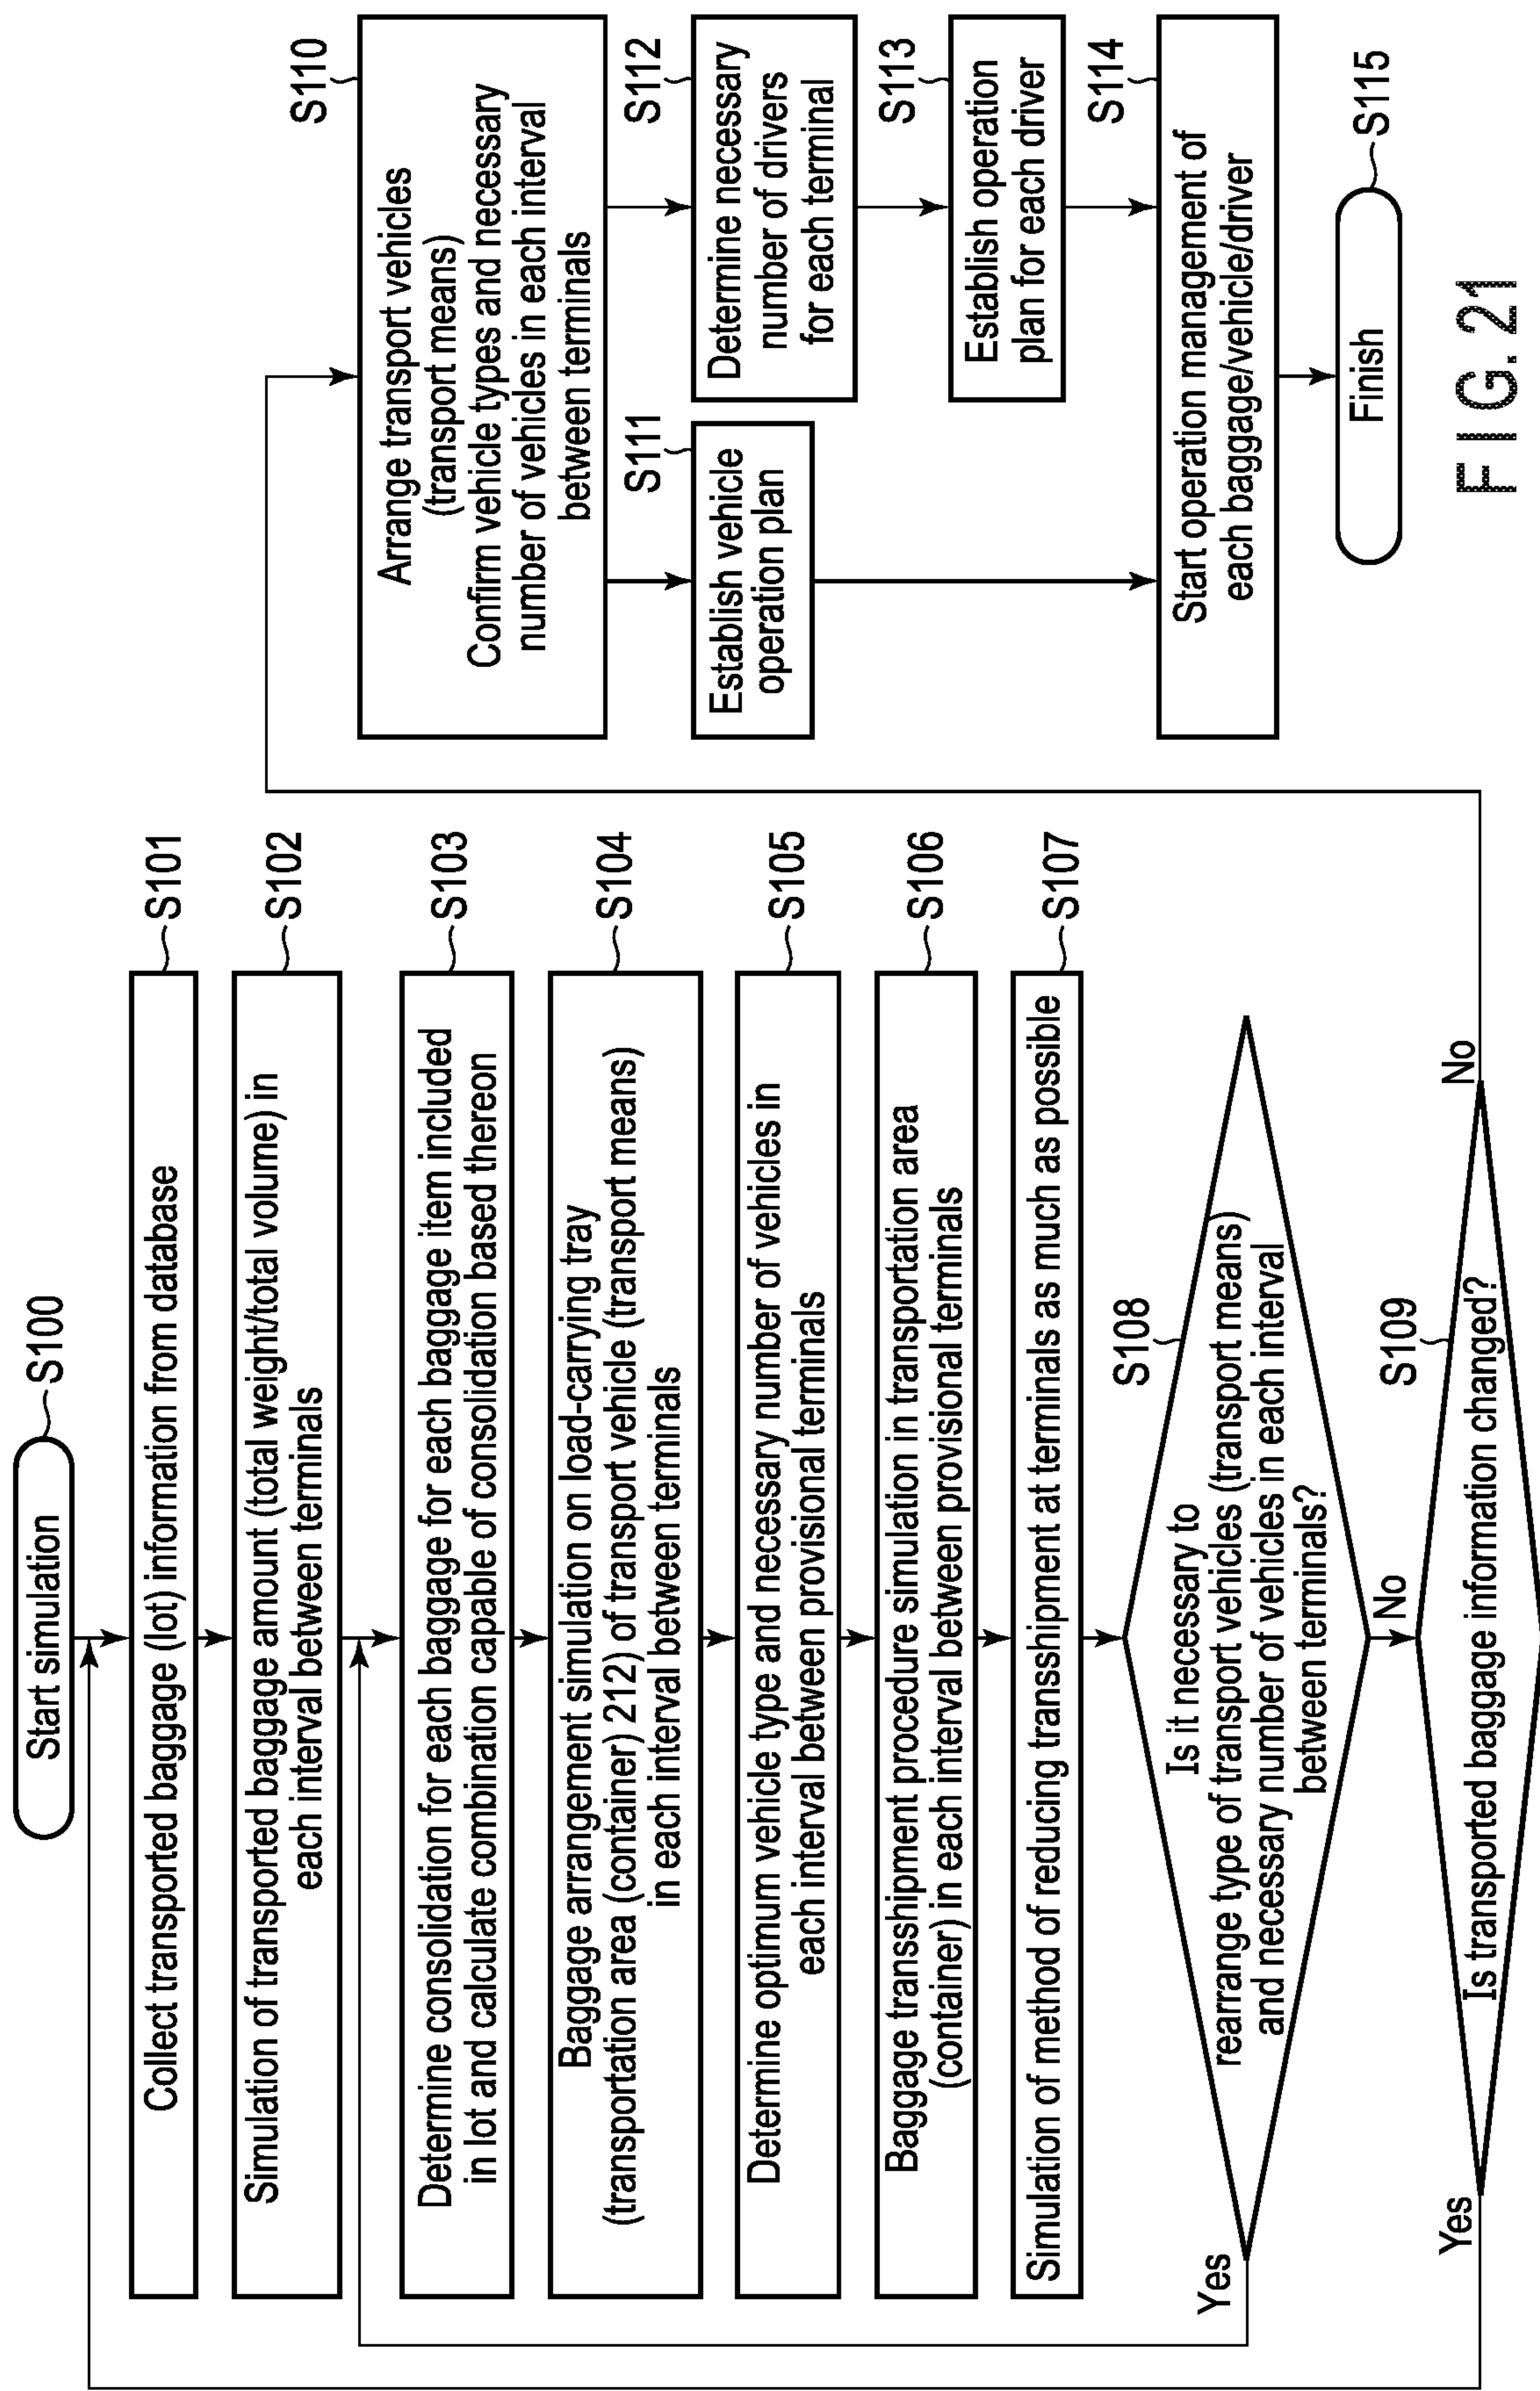 Start simulation
S100
Collect transported baggage (lot) information from database
S101
Simulation of transported baggage amount (total weight/total volume) in
each interval between terminals
S102
Determine consolidation for each baggage for each baggage item included
in lot and calculate combination capable of consolidation based thereon
S103
Baggage arrangement simulation on load-carrying tray
(transportation area (container) 212) of transport vehicle (transport means)
in each interval between terminals
S104
Determine optimum vehicle type and necessary number of vehicles in
each interval between provisional terminals
S105
Baggage transshipment procedure simulation in transportation area
(container) in each interval between provisional terminals
S106
Simulation of method of reducing transshipment at terminals as much as possible
S107
S108
Is it necessary to
rearrange type of transport vehicles (transport means)
and necessary number of vehicles in each interval
between terminals?
Yes
No
S109
Is transported baggage information changed?
Yes
No
S110
Arrange transport vehicles
(transport means)
Confirm vehicle types and necessary
number of vehicles in each interval
between terminals
S111
Establish vehicle
operation plan
S112
Determine necessary
number of drivers
for each terminal
S113
Establish operation
plan for each driver
S114
Start operation management of
each baggage/vehicle/driver
Finish
S115
FIG. 21